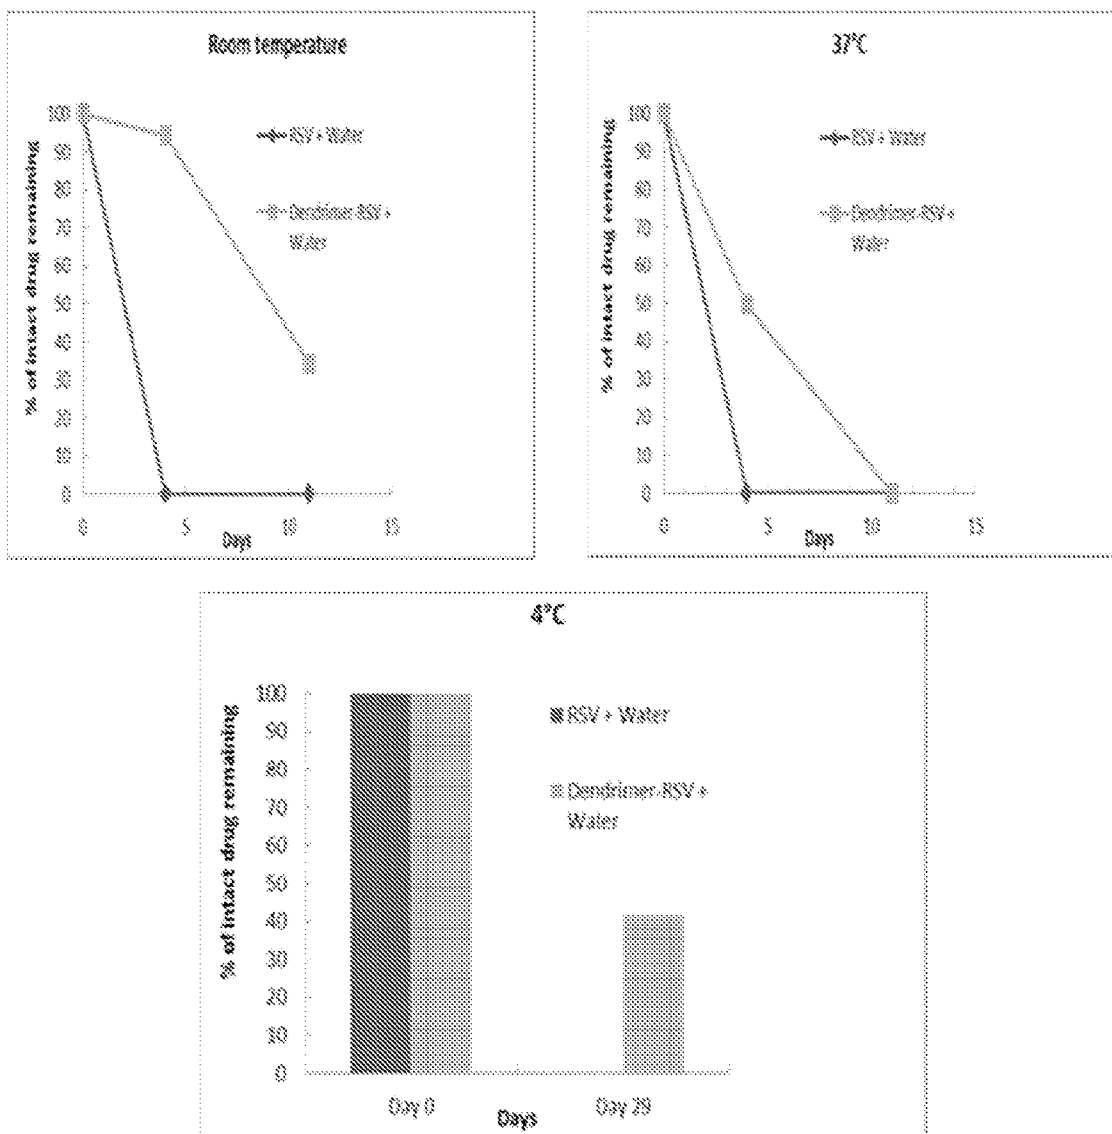 Room temperature
% of intact drug remaining
100
90
80
70
60
50
40
30
20
10
0
RSV + Water
Dendrimer-RSV +
Water
0 5 10 15
Days
37°C
% of intact drug remaining
100
90
80
70
60
50
40
30
20
10
0
RSV + Water
Dendrimer-RSV +
Water
0 5 10 15
Days
4°C
% of intact drug remaining
100
90
80
70
60
50
40
30
20
10
0
RSV + Water
Dendrimer-RSV +
Water
Day 0 Day 29
Days